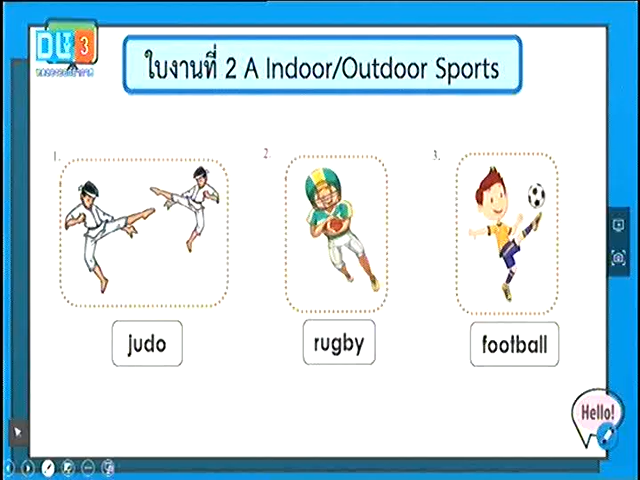 ใบงานที่ 2 A Indoor/Outdoor Sports
1.
2.
3.
judo
rugby
football
Hello!